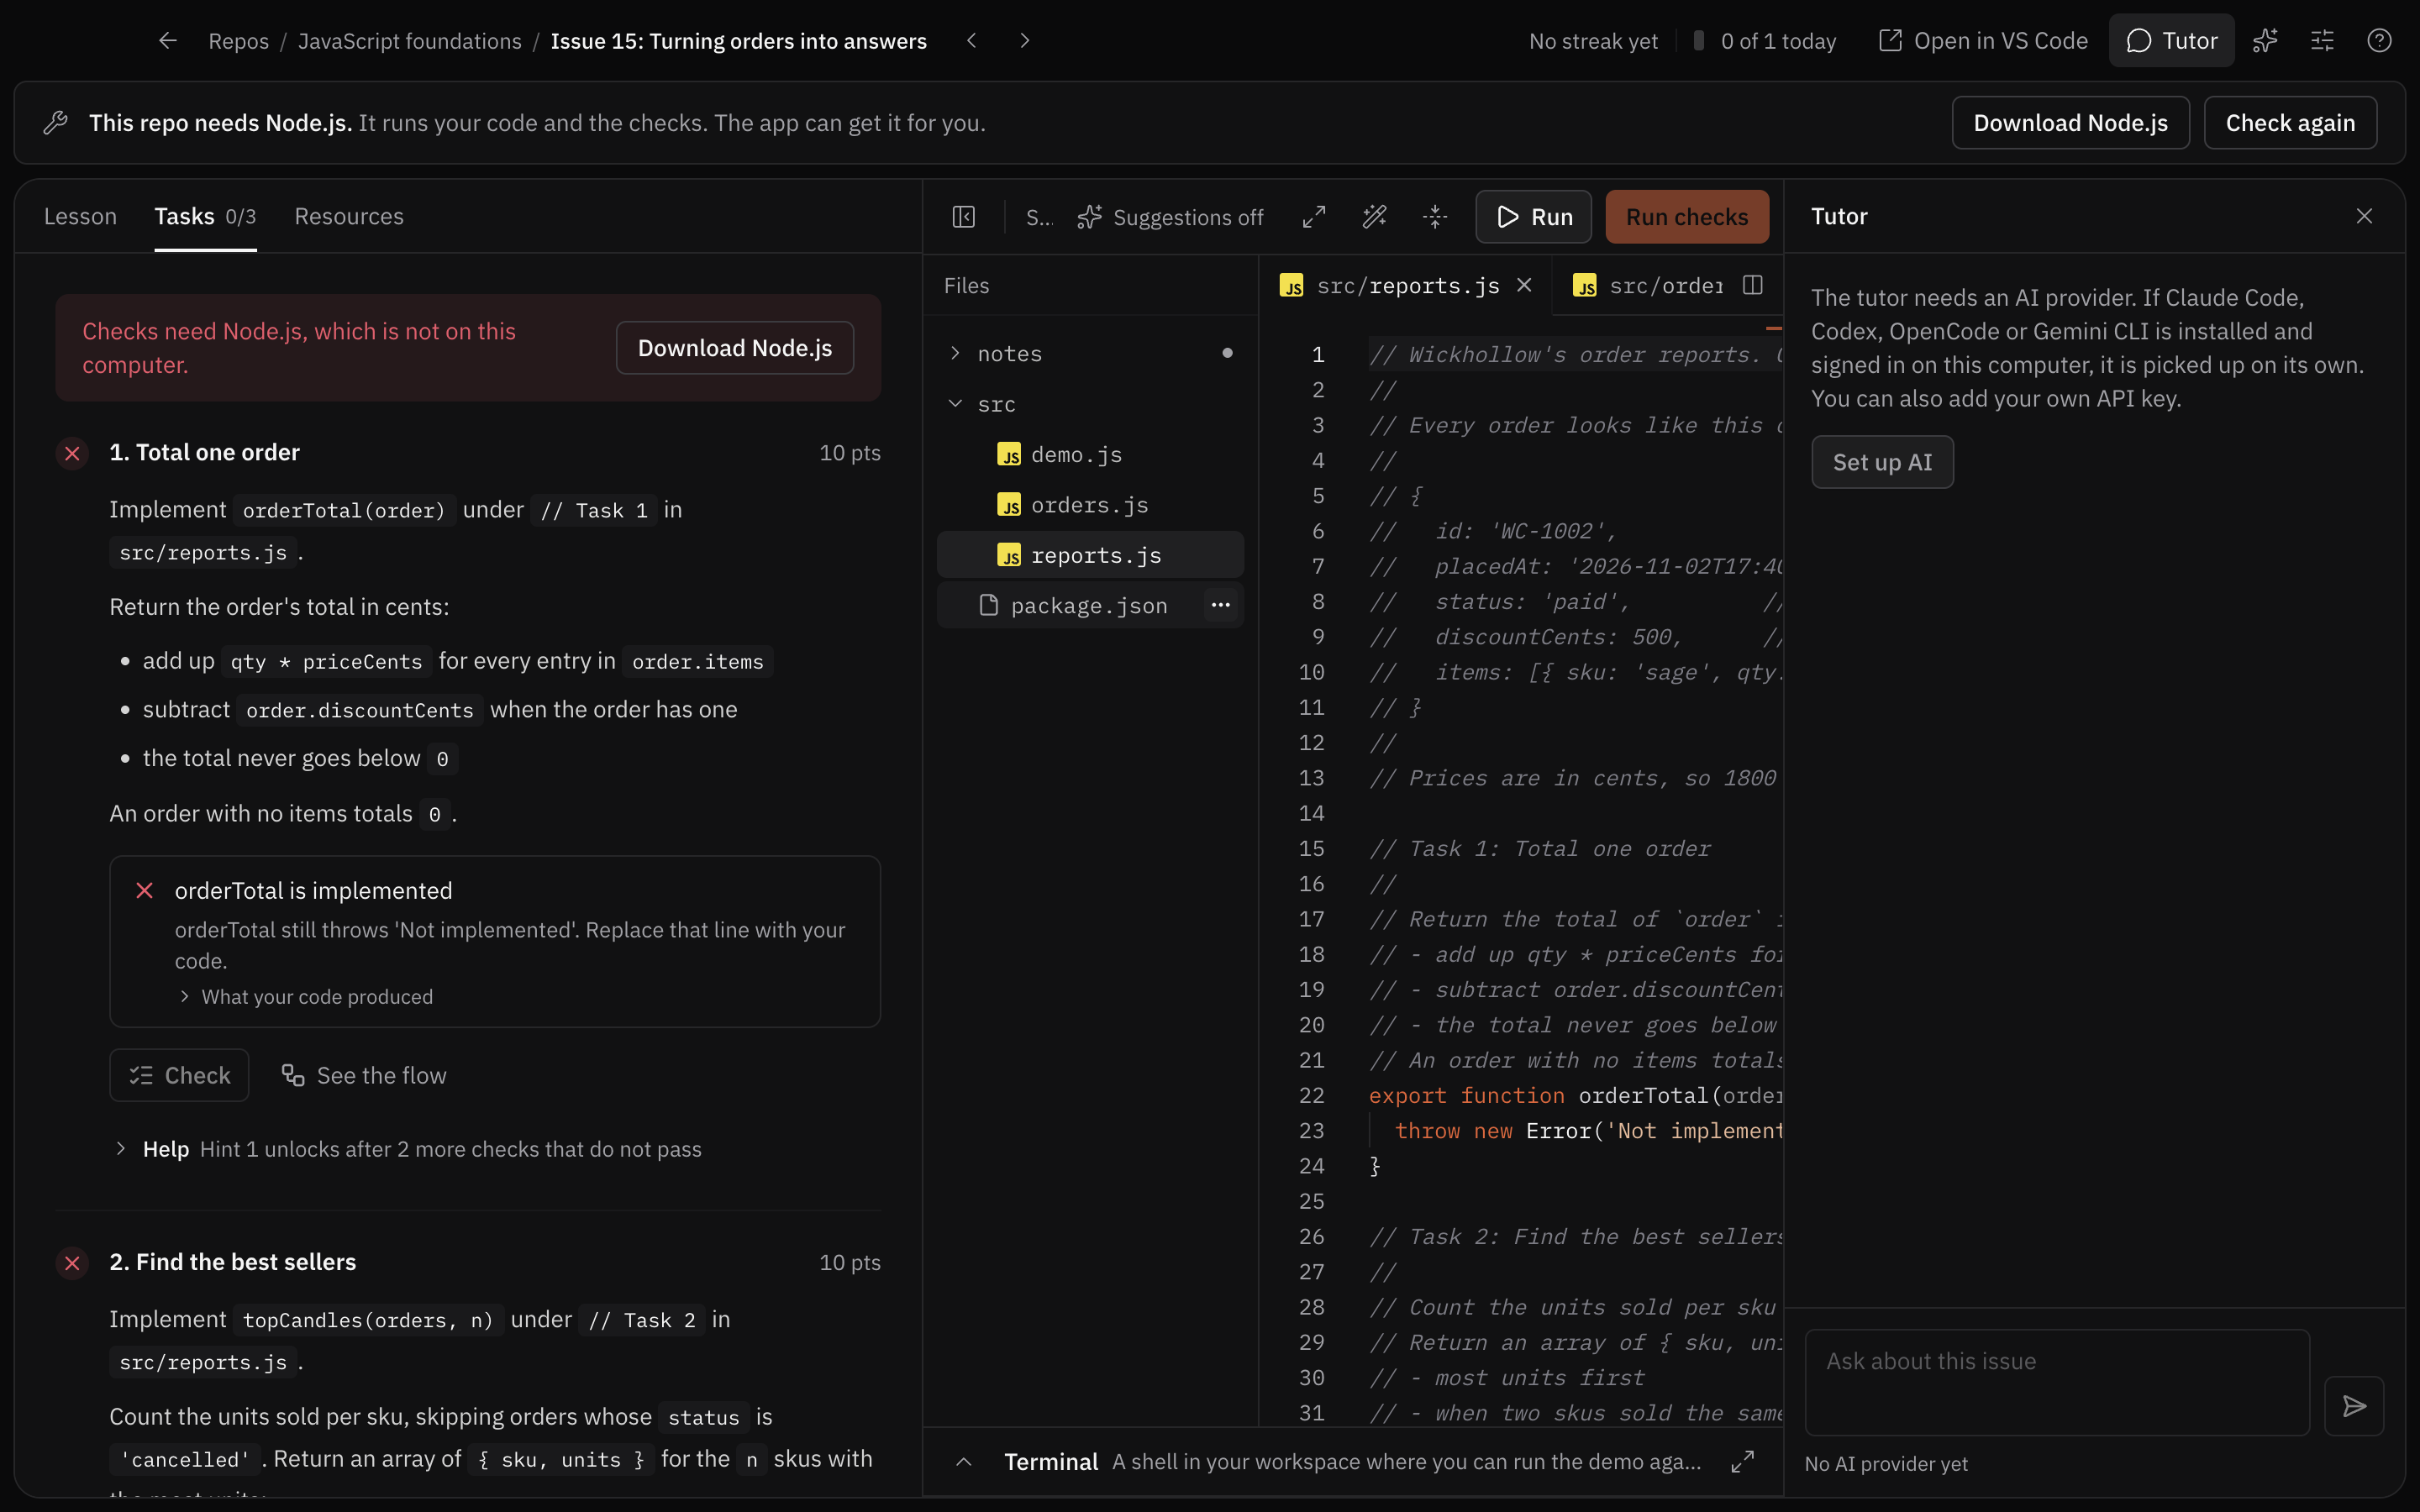 Repos / JavaScript foundations / Issue 15: Turning orders into answers
No streak yet
0 of 1 today
Open in VS Code
Tutor
This repo needs Node.js. It runs your code and the checks. The app can get it for you.
Download Node.js
Check again
Lesson
Tasks 0/3
Resources
Checks need Node.js, which is not on this
computer.
Download Node.js
1. Total one order
10 pts
Implement orderTotal(order) under // Task 1 in
src/reports.js.
Return the order's total in cents:
• add up qty * priceCents for every entry in order.items
• subtract order.discountCents when the order has one
• the total never goes below 0
An order with no items totals 0.
orderTotal is implemented
orderTotal still throws 'Not implemented'. Replace that line with your
code.
What your code produced
Check
See the flow
Help Hint 1 unlocks after 2 more checks that do not pass
2. Find the best sellers
10 pts
Implement topCandles(orders, n) under // Task 2 in
src/reports.js.
Count the units sold per sku, skipping orders whose status is
'cancelled'. Return an array of { sku, units } for the n skus with
S...
Suggestions off
Run
Run checks
Files
notes
src
JS demo.js
JS orders.js
JS reports.js
package.json
JS src/reports.js
JS src/order
1 // Wickhollow's order reports.
2 //
3 // Every order looks like this
4 //
5 // {
6 //   id: 'WC-1002',
7 //   placedAt: '2026-11-02T17:40
8 //   status: 'paid',          //
9 //   discountCents: 500,      //
10 //   items: [{ sku: 'sage', qty
11 // }
12 //
13 // Prices are in cents, so 1800
14
15 // Task 1: Total one order
16 //
17 // Return the total of `order`
18 // - add up qty * priceCents for
19 // - subtract order.discountCent
20 // - the total never goes below
21 // An order with no items totals
22 export function orderTotal(order
23   throw new Error('Not implement
24 }
25
26 // Task 2: Find the best sellers
27 //
28 // Count the units sold per sku
29 // Return an array of { sku, uni
30 // - most units first
31 // - when two skus sold the same
Terminal A shell in your workspace where you can run the demo aga...
Tutor
The tutor needs an AI provider. If Claude Code,
Codex, OpenCode or Gemini CLI is installed and
signed in on this computer, it is picked up on its own.
You can also add your own API key.
Set up AI
Ask about this issue
No AI provider yet